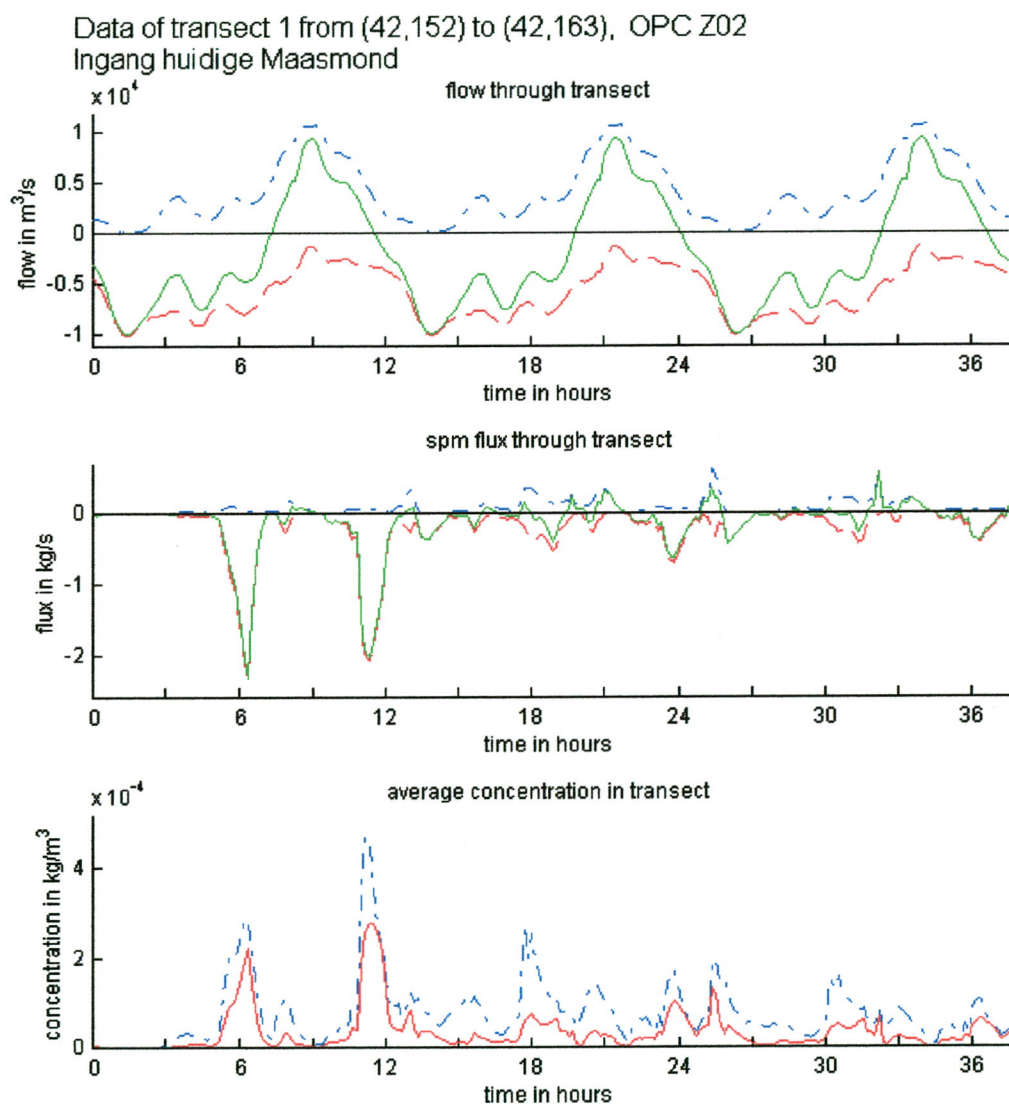 Data of transect 1 from (42,152) to (42,163), OPC Z02
Ingang huidige Maasmond
x 10^4
flow through transect
flow in m^3/s
1
0.5
0
-0.5
-1
0 6 12 18 24 30 36
time in hours
spm flux through transect
flux in kg/s
0
-1
-2
0 6 12 18 24 30 36
time in hours
x 10^-4
average concentration in transect
concentration in kg/m^3
4
2
0
0 6 12 18 24 30 36
time in hours